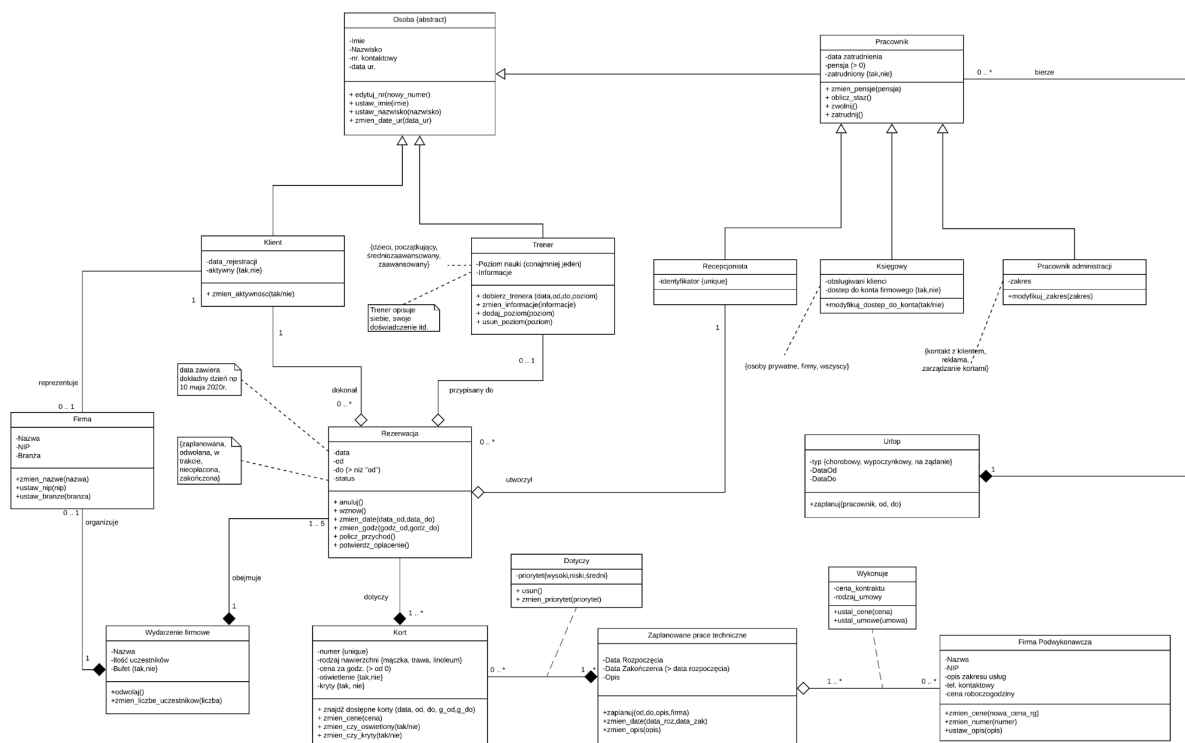 Osoba {abstract}
-Imie
-Nazwisko
-nr. kontaktowy
-data ur.
+ edytuj_nr(nowy_numer)
+ ustaw_imie(imie)
+ ustaw_nazwisko(nazwisko)
+ zmien_date_ur(data_ur)
Pracownik
-data zatrudnienia
-pensja (> 0)
-zatrudniony {tak,nie}
+ zmien_pensje(pensja)
+ oblicz_staz()
+ zwolnij()
+ zatrudnij()
0 .. *
bierze
Klient
-data_rejestracji
-aktywny {tak,nie}
+ zmien_aktywnosc(tak/nie)
1
1
{dzieci, początkujący,
średniozaawansowany,
zaawansowany}
Trener
-Poziom nauki (conajmniej jeden)
-Informacje
+ dobierz_trenera (data,od,do,poziom)
+ zmien_informacje(informacje)
+ dodaj_poziom(poziom)
+ usun_poziom(poziom)
Trener opisuje
siebie, swoje
doświadczenie itd.
0 .. 1
Recepcjonista
-identyfikator {unique}
1
Księgowy
-obsługiwani klienci
-dostep do konta firmowego {tak,nie}
+modyfikuj_dostep_do_konta(tak/nie)
{osoby prywatne, firmy, wszyscy}
Pracownik administracji
-zakres
+modyfikuj_zakres(zakres)
{kontakt z klientem,
reklama,
zarządzanie kortami}
data zawiera
dokładny dzień np
10 maja 2020r.
reprezentuje
0 .. 1
dokonał
0 .. *
przypisany do
Firma
-Nazwa
-NIP
-Branża
+zmien_nazwe(nazwa)
+ustaw_nip(nip)
+ustaw_branze(branza)
0 .. 1
organizuje
{zaplanowana,
odwołana, w
trakcie,
nieopłacona,
zakończona}
Rezerwacja
-data
-od
-do (> niż "od")
-status
+ anuluj()
+ wznow()
+ zmien_date(data_od,data_do)
+ zmien_godz(godz_od,godz_do)
+ policz_przychod()
+ potwierdz_oplacenie()
0 .. *
utworzył
1 .. 5
obejmuje
1
dotyczy
1 .. *
Urlop
-typ {chorobowy, wypoczynkowy, na żądanie}
-DataOd
-DataDo
+zaplanuj(pracownik, od, do)
1
Dotyczy
-priorytet{wysoki,niski,średni}
+ usun()
+ zmien_priorytet(priorytet)
Wykonuje
-cena_kontraktu
-rodzaj_umowy
+ustal_cene(cena)
+ustal_umowe(umowa)
1
Wydarzenie firmowe
-Nazwa
-Ilość uczestników
-Bufet {tak,nie}
+odwolaj()
+zmien_liczbe_uczestnikow(liczba)
Kort
-numer {unique}
-rodzaj nawierzchni {mączka, trawa, linoleum}
-cena za godz. (> od 0)
-oświetlenie {tak,nie}
-kryty {tak, nie}
+ znajdź dostępne korty (data, od, do, g_od,g_do)
+ zmien_cene(cena)
+ zmien_czy_oswietlony(tak/nie)
+ zmien_czy_kryty(tak/nie)
0 .. *
1 .. *
Zaplanowane prace techniczne
-Data Rozpoczęcia
-Data Zakończenia (> data rozpoczęcia)
-Opis
+zaplanuj(od,do,opis,firma)
+zmien_date(data_roz,data_zak)
+zmien_opis(opis)
1 .. *
0 .. *
Firma Podwykonawcza
-Nazwa
-NIP
-opis zakresu usług
-tel. kontaktowy
-cena roboczogodziny
+zmien_cene(nowa_cena_rg)
+zmien_numer(numer)
+ustaw_opis(opis)